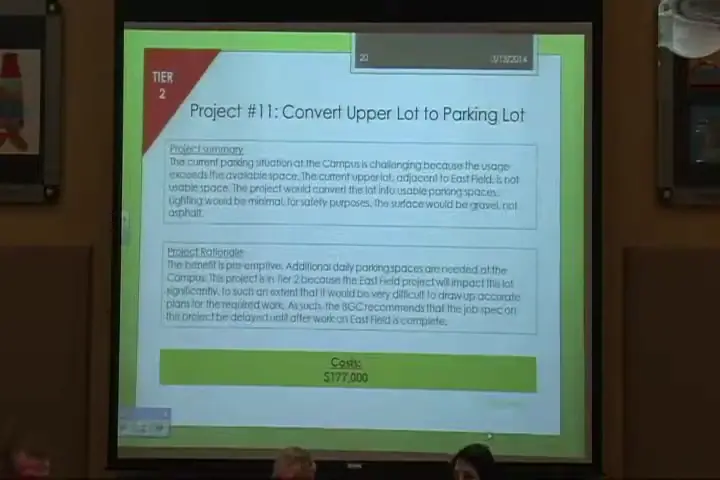 20
3/13/2014
TIER
2
Project #11: Convert Upper Lot to Parking Lot
Project summary
The current parking situation at the Campus is challenging because the usage
exceeds the available space. The current upper lot, adjacent to East Field, is not
usable space. The project would convert the lot into usable parking spaces.
Lighting would be minimal, for safety purposes. The surface would be gravel, not
asphalt.
Project Rationale
The benefit is pre-emptive. Additional daily parking spaces are needed at the
Campus. This project is in Tier 2 because the East Field project will impact this lot
significantly, to such an extent that it would be very difficult to draw up accurate
plans for the required work. As such, the BGC recommends that the job spec on
this project be delayed until after work on East Field is complete.
Costs:
$177,000